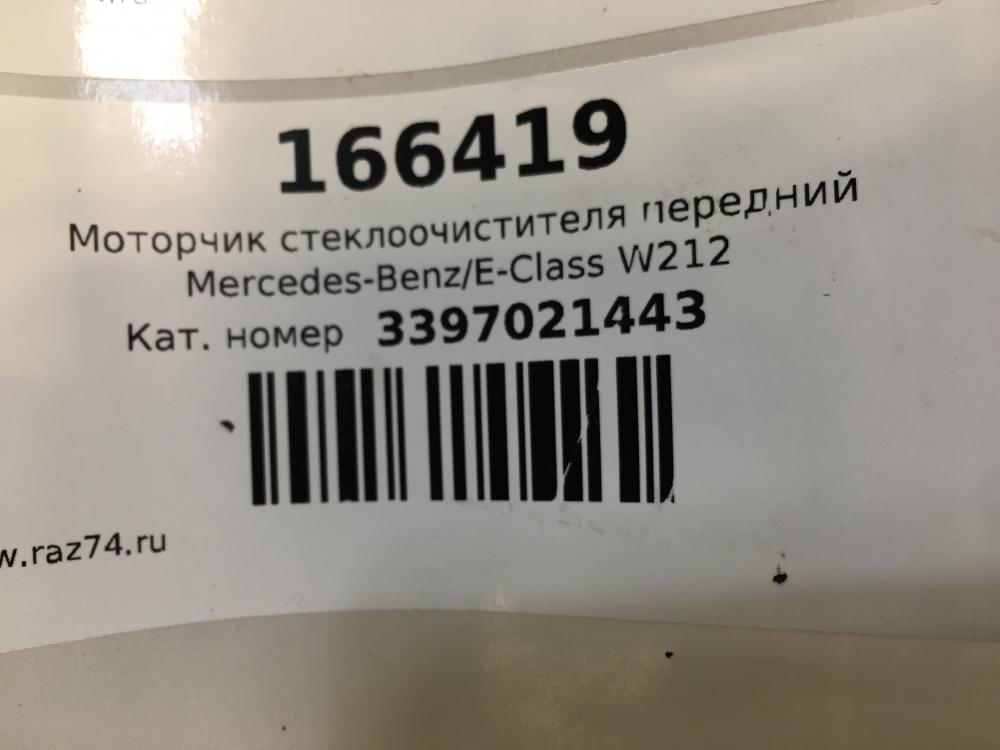 166419
Моторчик стеклоочистителя передний
Mercedes-Benz/E-Class W212
Кат. номер 3397021443
w.raz74.ru